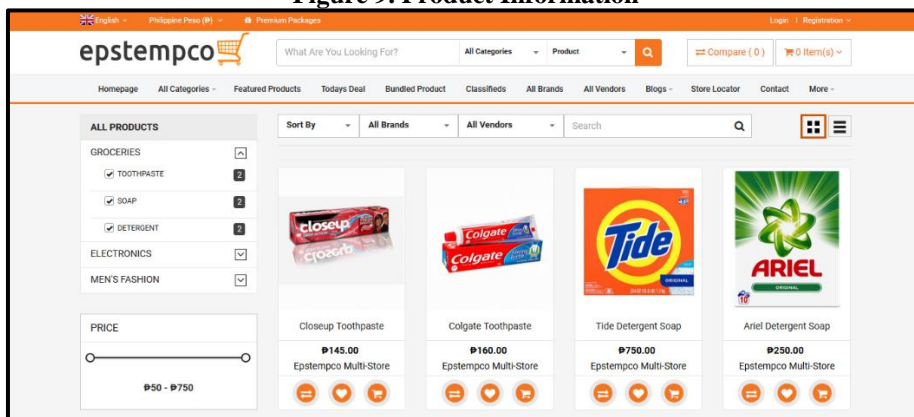 Figure 9. Product Information
English Philippine Peso (₱) Premium Packages Login | Registration
epstempco
What Are You Looking For? All Categories Product Compare ( 0 ) 0 Item(s)
Homepage All Categories Featured Products Todays Deal Bundled Product Classifieds All Brands All Vendors Blogs Store Locator Contact More
ALL PRODUCTS
Sort By All Brands All Vendors Search
GROCERIES
TOOTHPASTE 2
SOAP 2
DETERGENT 2
ELECTRONICS
MEN'S FASHION
closeup
Colgate
Colgate
Tide
ORIGINAL
ARIEL
ORIGINAL
10
PRICE
₱50 - ₱750
Closeup Toothpaste Colgate Toothpaste Tide Detergent Soap Ariel Detergent Soap
₱145.00 ₱160.00 ₱750.00 ₱250.00
Epstempco Multi-Store Epstempco Multi-Store Epstempco Multi-Store Epstempco Multi-Store